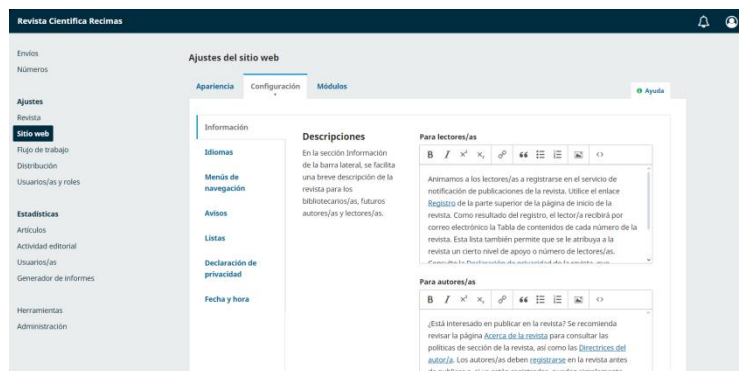 Revista Cientifica Recimas
Envíos
Números
Ajustes
Revista
Sitio web
Flujo de trabajo
Distribución
Usuarios/as y roles
Estadísticas
Artículos
Actividad editorial
Usuarios/as
Generador de informes
Herramientas
Administración
Ajustes del sitio web
Apariencia Configuración Módulos
Ayuda
Información
Idiomas
Menús de
navegación
Avisos
Listas
Declaración de
privacidad
Fecha y hora
Descripciones
En la sección Información
de la barra lateral, se facilita
una breve descripción de la
revista para los
bibliotecarios/as, futuros
autores/as y lectores/as.
Para lectores/as
Animamos a los lectores/as a registrarse en el servicio de
notificación de publicaciones de la revista. Utilice el enlace
Registro de la parte superior de la página de inicio de la
revista. Como resultado del registro, el lector/a recibirá por
correo electrónico la Tabla de contenidos de cada número de la
revista. Esta lista también permite que se le atribuya a la
revista un cierto nivel de apoyo o número de lectores/as.
Para autores/as
¿Está interesado en publicar en la revista? Se recomienda
revisar la página Acerca de la revista para consultar las
políticas de sección de la revista, así como las Directrices del
autor/a. Los autores/as deben registrarse en la revista antes